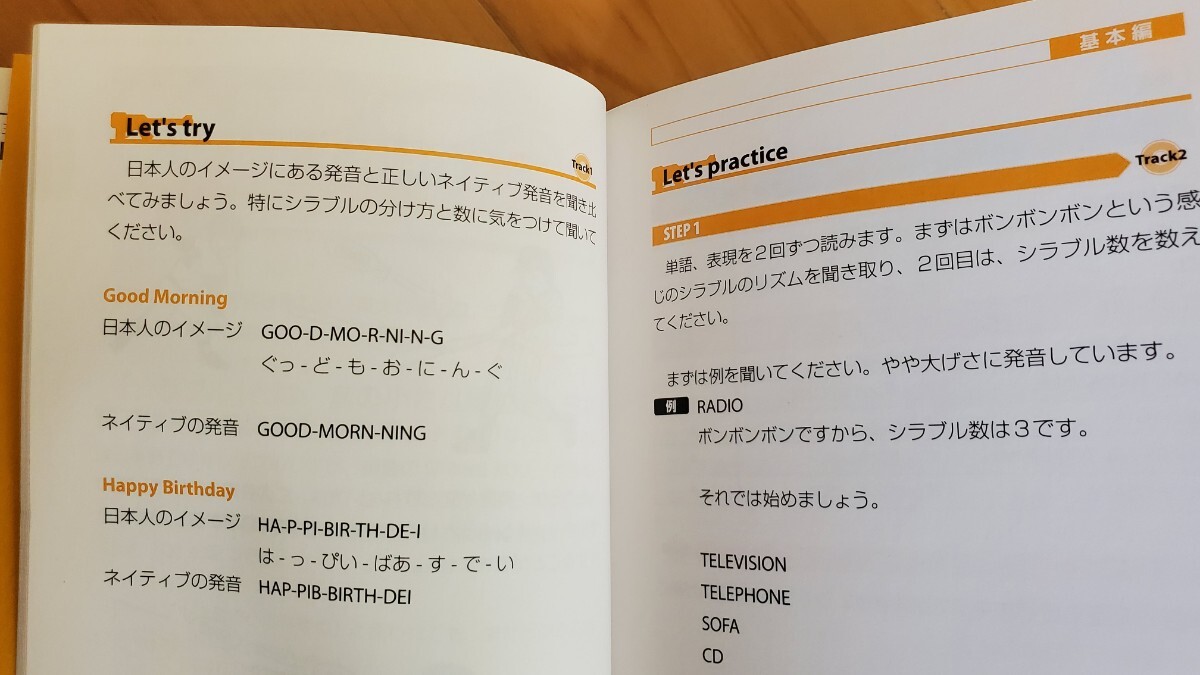 Let's try
Track1
日本人のイメージにある発音と正しいネイティブ発音を聞き比
べてみましょう。特にシラブルの分け方と数に気をつけて聞いて
ください。
Good Morning
日本人のイメージ GOO-D-MO-R-NI-N-G
ぐっ - ど - も - お - に - ん - ぐ
ネイティブの発音 GOOD-MORN-NING
Happy Birthday
日本人のイメージ HA-P-PI-BIR-TH-DE-I
は - っ - ぴい - ばあ - す - で - い
ネイティブの発音 HAP-PIB-BIRTH-DEI
基本編
Let's practice
Track2
STEP 1
単語、表現を2回ずつ読みます。まずはボンボンボンという感
じのシラブルのリズムを聞き取り、2回目は、シラブル数を数え
てください。
まずは例を聞いてください。やや大げさに発音しています。
例 RADIO
ボンボンボンですから、シラブル数は3です。
それでは始めましょう。
TELEVISION
TELEPHONE
SOFA
CD